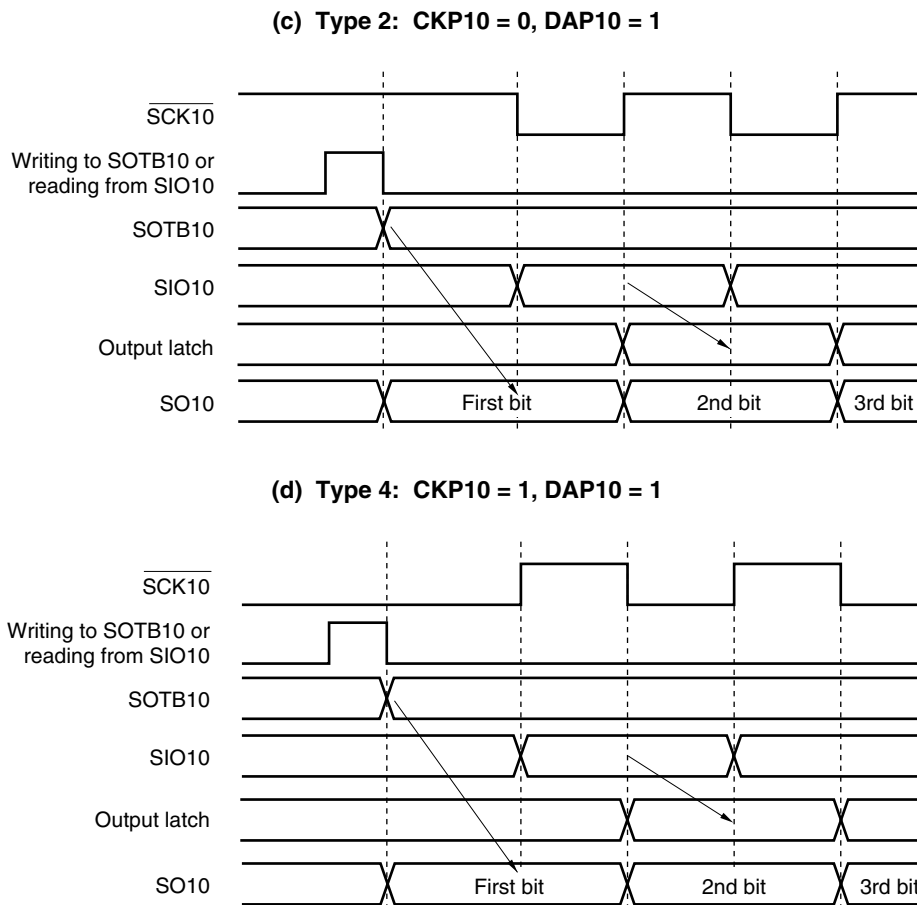 (c) Type 2: CKP10 = 0, DAP10 = 1
SCK10
Writing to SOTB10 or
reading from SIO10
SOTB10
SIO10
Output latch
SO10
First bit
2nd bit
3rd bit
(d) Type 4: CKP10 = 1, DAP10 = 1
SCK10
Writing to SOTB10 or
reading from SIO10
SOTB10
SIO10
Output latch
SO10
First bit
2nd bit
3rd bit